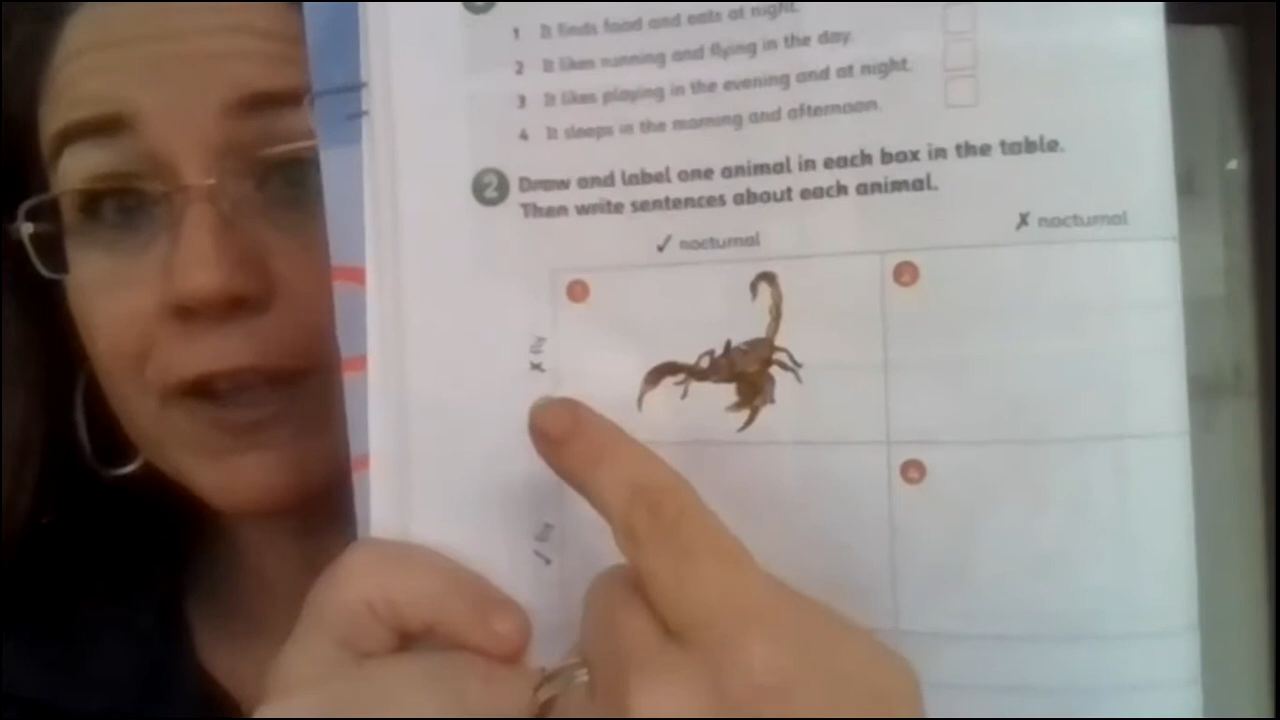 1 It finds food and eats at night.
2 It likes running and flying in the day.
3 It likes playing in the evening and at night.
4 It sleeps in the morning and afternoon.
2 Draw and label one animal in each box in the table.
Then write sentences about each animal.
✓ nocturnal
✗ nocturnal
1
2
✗ fly
4
✓ fly